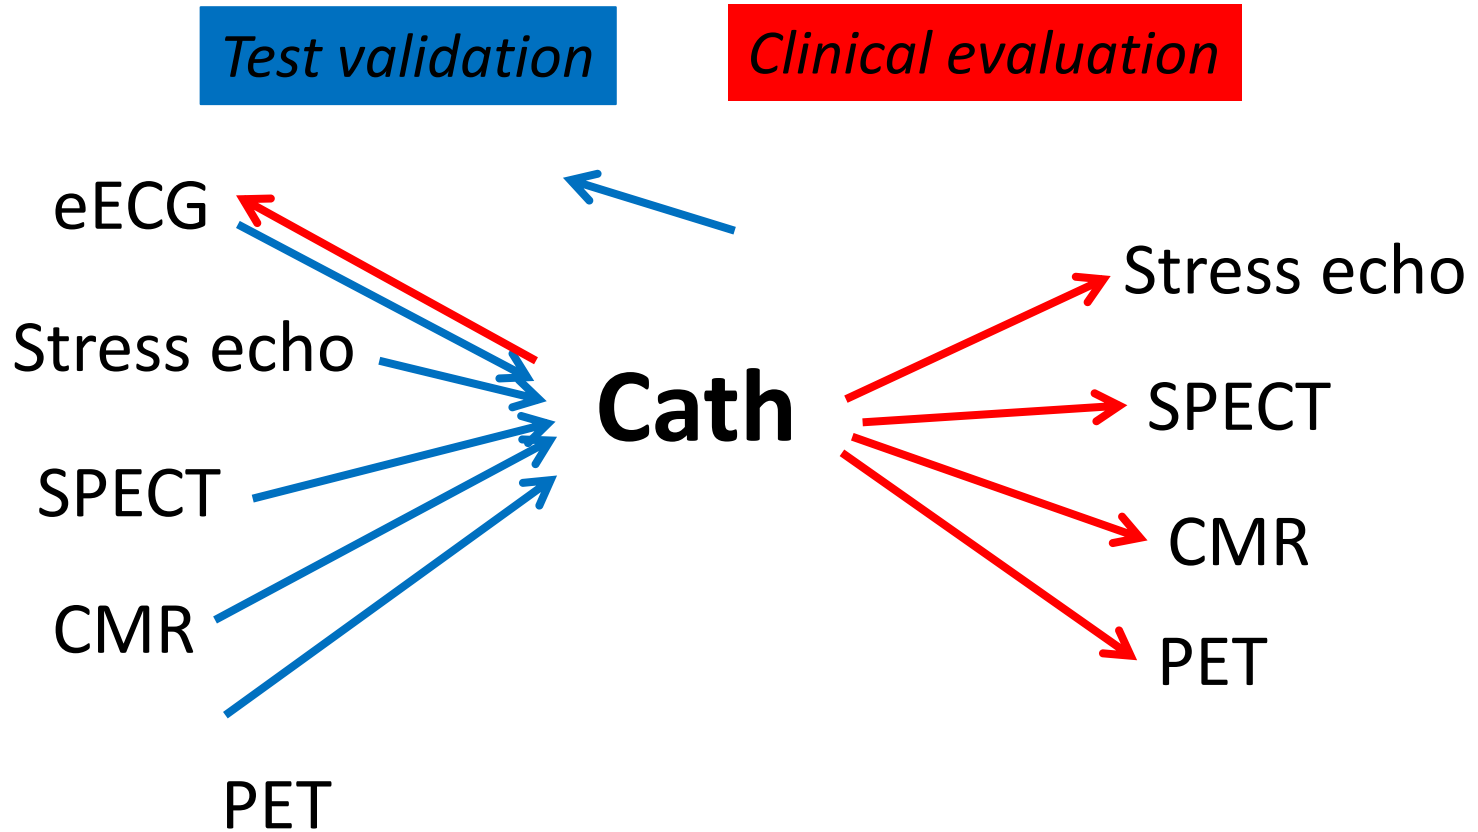 Test validation
Clinical evaluation
eECG
Stress echo
SPECT
CMR
PET
Cath
Stress echo
SPECT
CMR
PET